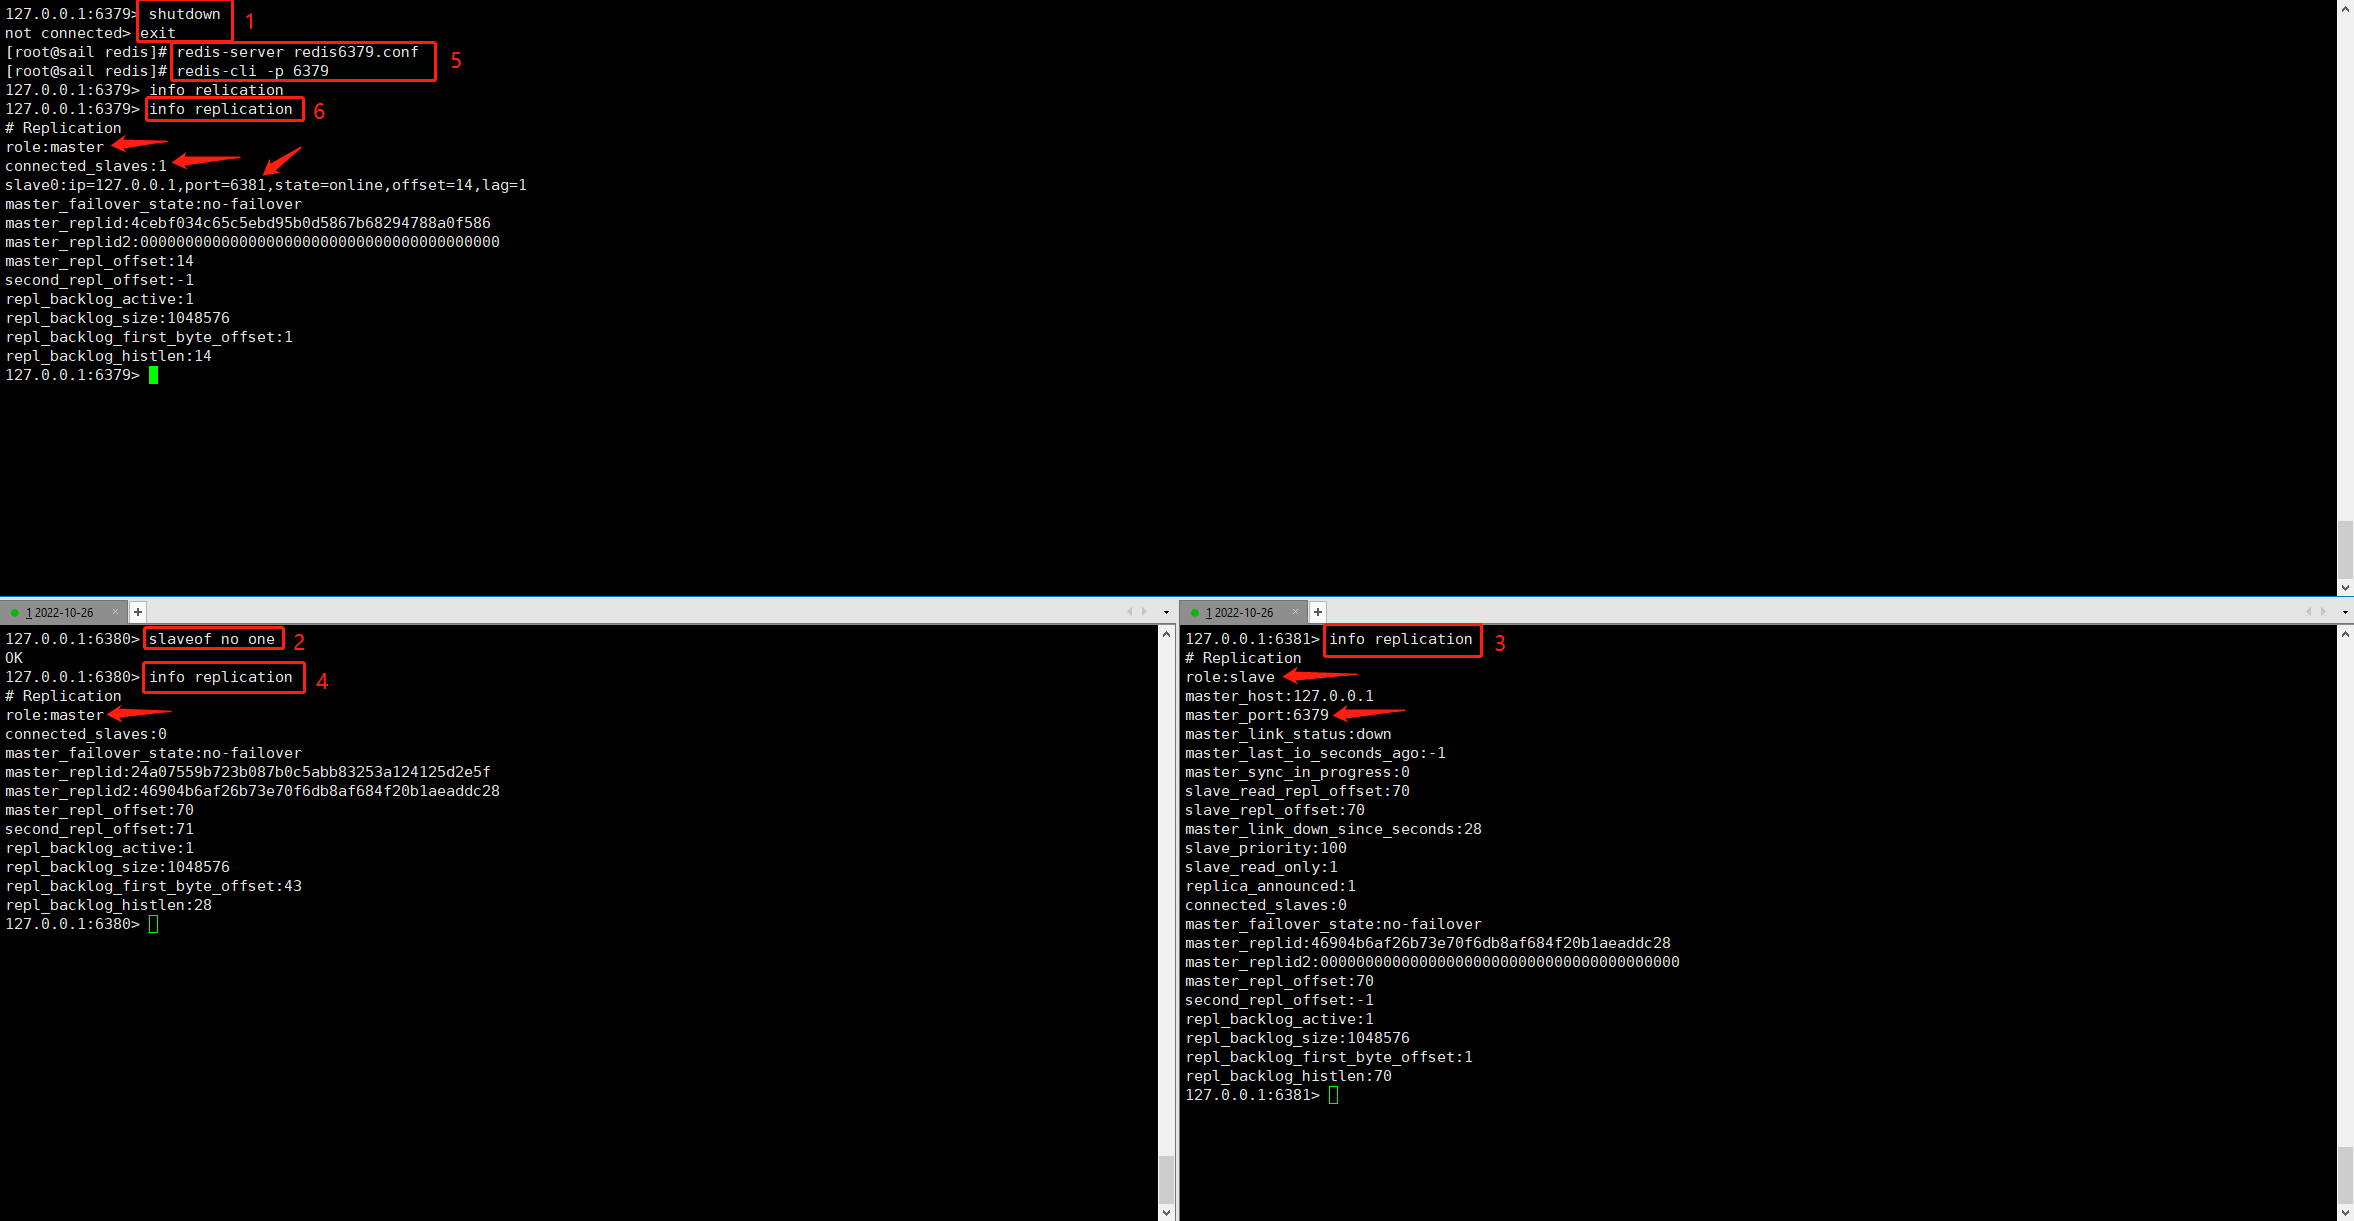 127.0.0.1:6379> shutdown
1
not connected> exit
[root@sail redis]# redis-server redis6379.conf
5
[root@sail redis]# redis-cli -p 6379
127.0.0.1:6379> info relication
127.0.0.1:6379> info replication
6
# Replication
role:master
connected_slaves:1
slave0:ip=127.0.0.1,port=6381,state=online,offset=14,lag=1
master_failover_state:no-failover
master_replid:4cebf034c65c5ebd95b0d5867b68294788a0f586
master_replid2:0000000000000000000000000000000000000000
master_repl_offset:14
second_repl_offset:-1
repl_backlog_active:1
repl_backlog_size:1048576
repl_backlog_first_byte_offset:1
repl_backlog_histlen:14
127.0.0.1:6379>
1 2022-10-26
127.0.0.1:6380> slaveof no one
2
OK
127.0.0.1:6380> info replication
4
# Replication
role:master
connected_slaves:0
master_failover_state:no-failover
master_replid:24a07559b723b087b0c5abb83253a124125d2e5f
master_replid2:46904b6af26b73e70f6db8af684f20b1aeaddc28
master_repl_offset:70
second_repl_offset:71
repl_backlog_active:1
repl_backlog_size:1048576
repl_backlog_first_byte_offset:43
repl_backlog_histlen:28
127.0.0.1:6380>
1 2022-10-26
127.0.0.1:6381> info replication
3
# Replication
role:slave
master_host:127.0.0.1
master_port:6379
master_link_status:down
master_last_io_seconds_ago:-1
master_sync_in_progress:0
slave_read_repl_offset:70
slave_repl_offset:70
master_link_down_since_seconds:28
slave_priority:100
slave_read_only:1
replica_announced:1
connected_slaves:0
master_failover_state:no-failover
master_replid:46904b6af26b73e70f6db8af684f20b1aeaddc28
master_replid2:0000000000000000000000000000000000000000
master_repl_offset:70
second_repl_offset:-1
repl_backlog_active:1
repl_backlog_size:1048576
repl_backlog_first_byte_offset:1
repl_backlog_histlen:70
127.0.0.1:6381>